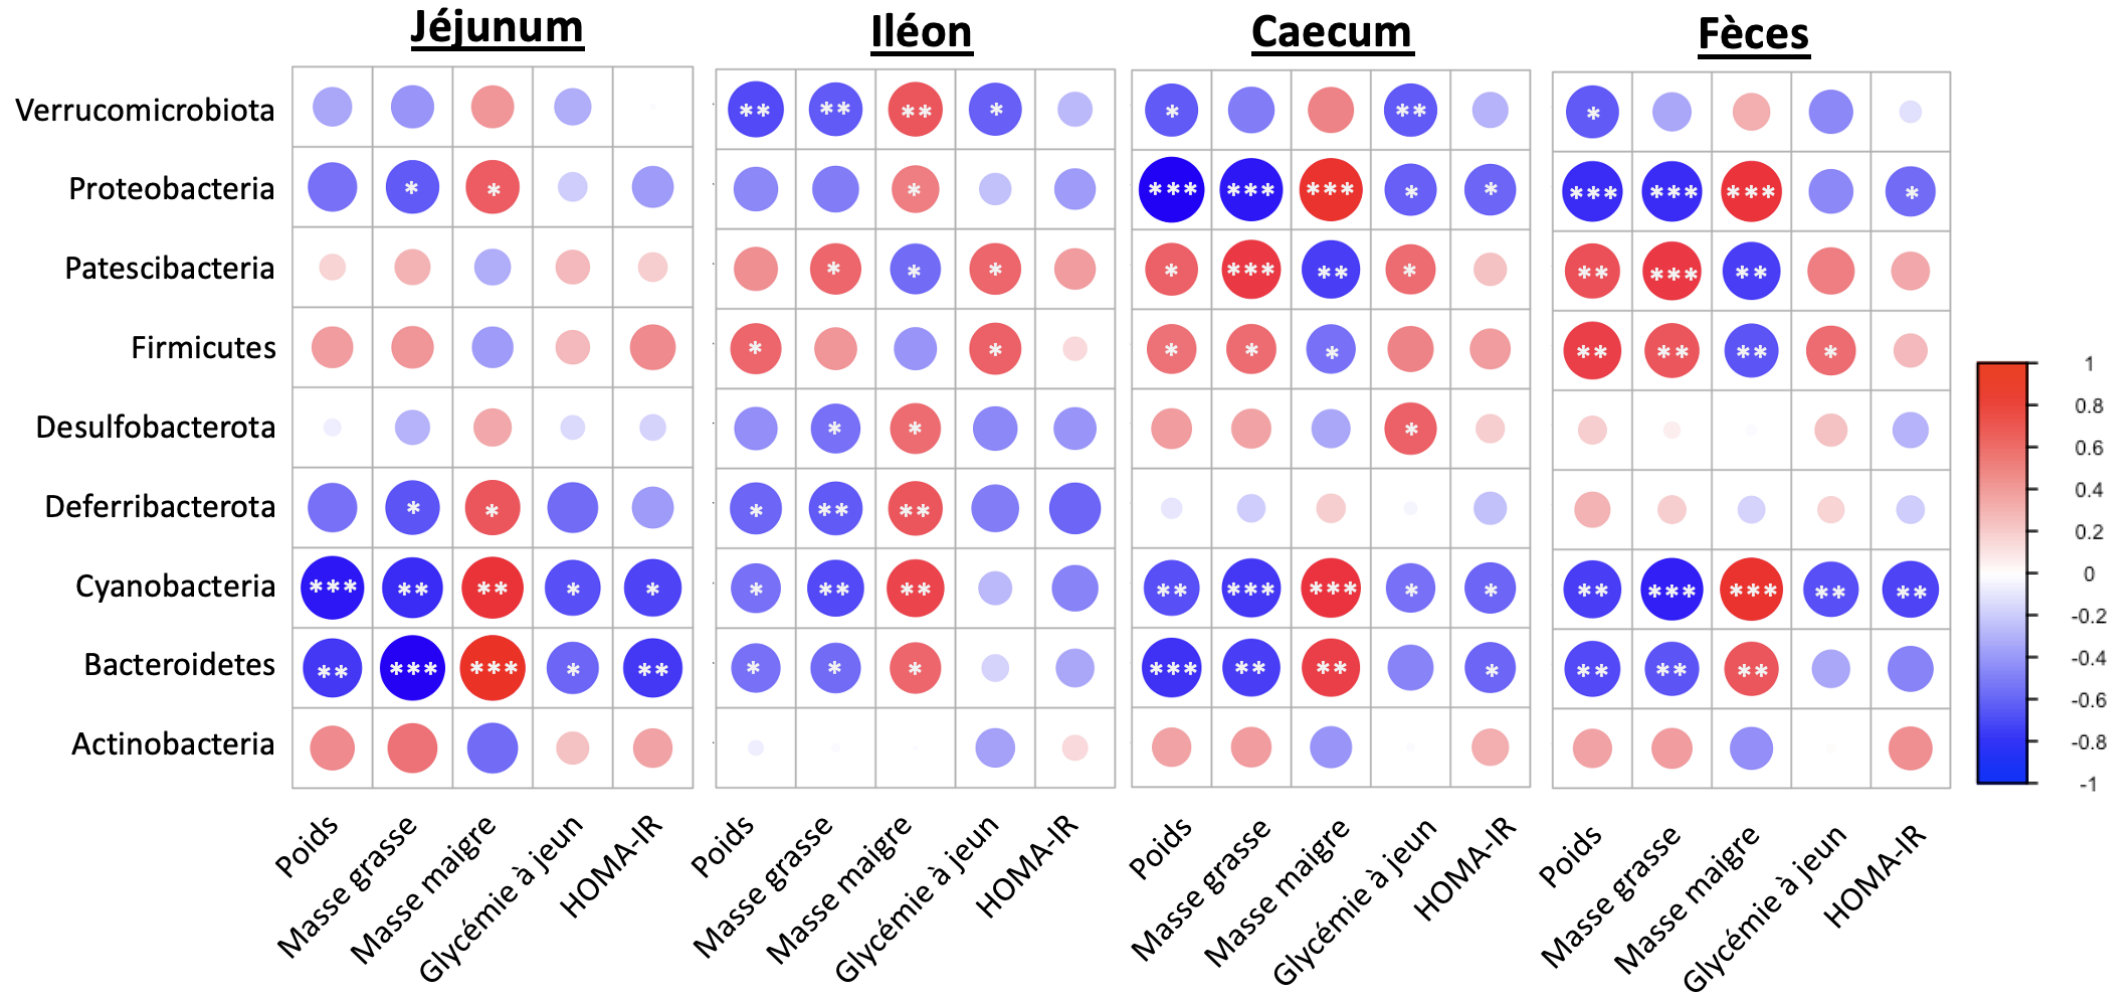 Jéjunum Iléon Caecum Fèces
Verrucomicrobiota ** ** ** * * ** *
Proteobacteria * * * *** *** *** * * *** *** *** *
Patescibacteria * * * * *** ** * ** *** **
Firmicutes * * * * * ** ** ** *
Desulfobacterota * * *
Deferribacterota * * * ** **
Cyanobacteria *** ** ** * * * ** ** ** *** *** * * ** *** *** ** **
Bacteroidetes ** *** *** * ** * * * *** ** ** * ** ** **
Actinobacteria
1
0.8
0.6
0.4
0.2
0
-0.2
-0.4
-0.6
-0.8
-1
Poids
Masse grasse
Masse maigre
Glycémie à jeun
HOMA-IR
Poids
Masse grasse
Masse maigre
Glycémie à jeun
HOMA-IR
Poids
Masse grasse
Masse maigre
Glycémie à jeun
HOMA-IR
Poids
Masse grasse
Masse maigre
Glycémie à jeun
HOMA-IR